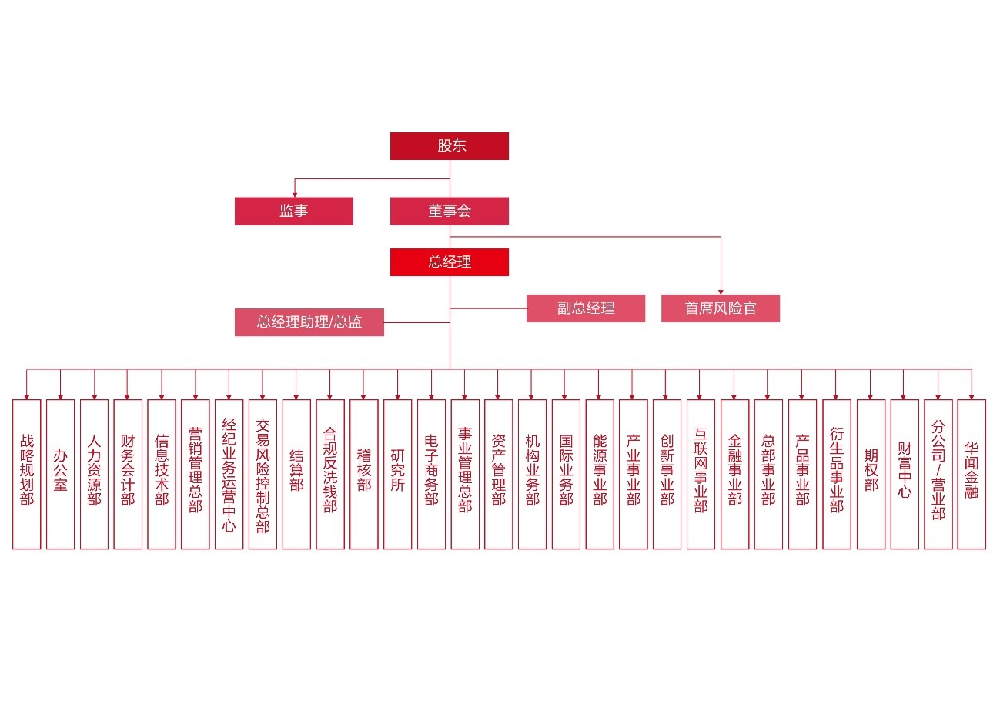 股东
监事
董事会
总经理
副总经理
首席风险官
总经理助理/总监
战略规划部
办公室
人力资源部
财务会计部
信息技术部
营销管理总部
经纪业务运营中心
交易风险控制总部
结算部
合规反洗钱部
稽核部
研究所
电子商务部
事业管理总部
资产管理部
机构业务部
国际业务部
能源事业部
产业事业部
创新事业部
互联网事业部
金融事业部
总部事业部
产品事业部
衍生品事业部
期权部
财富中心
分公司/营业部
华闻金融